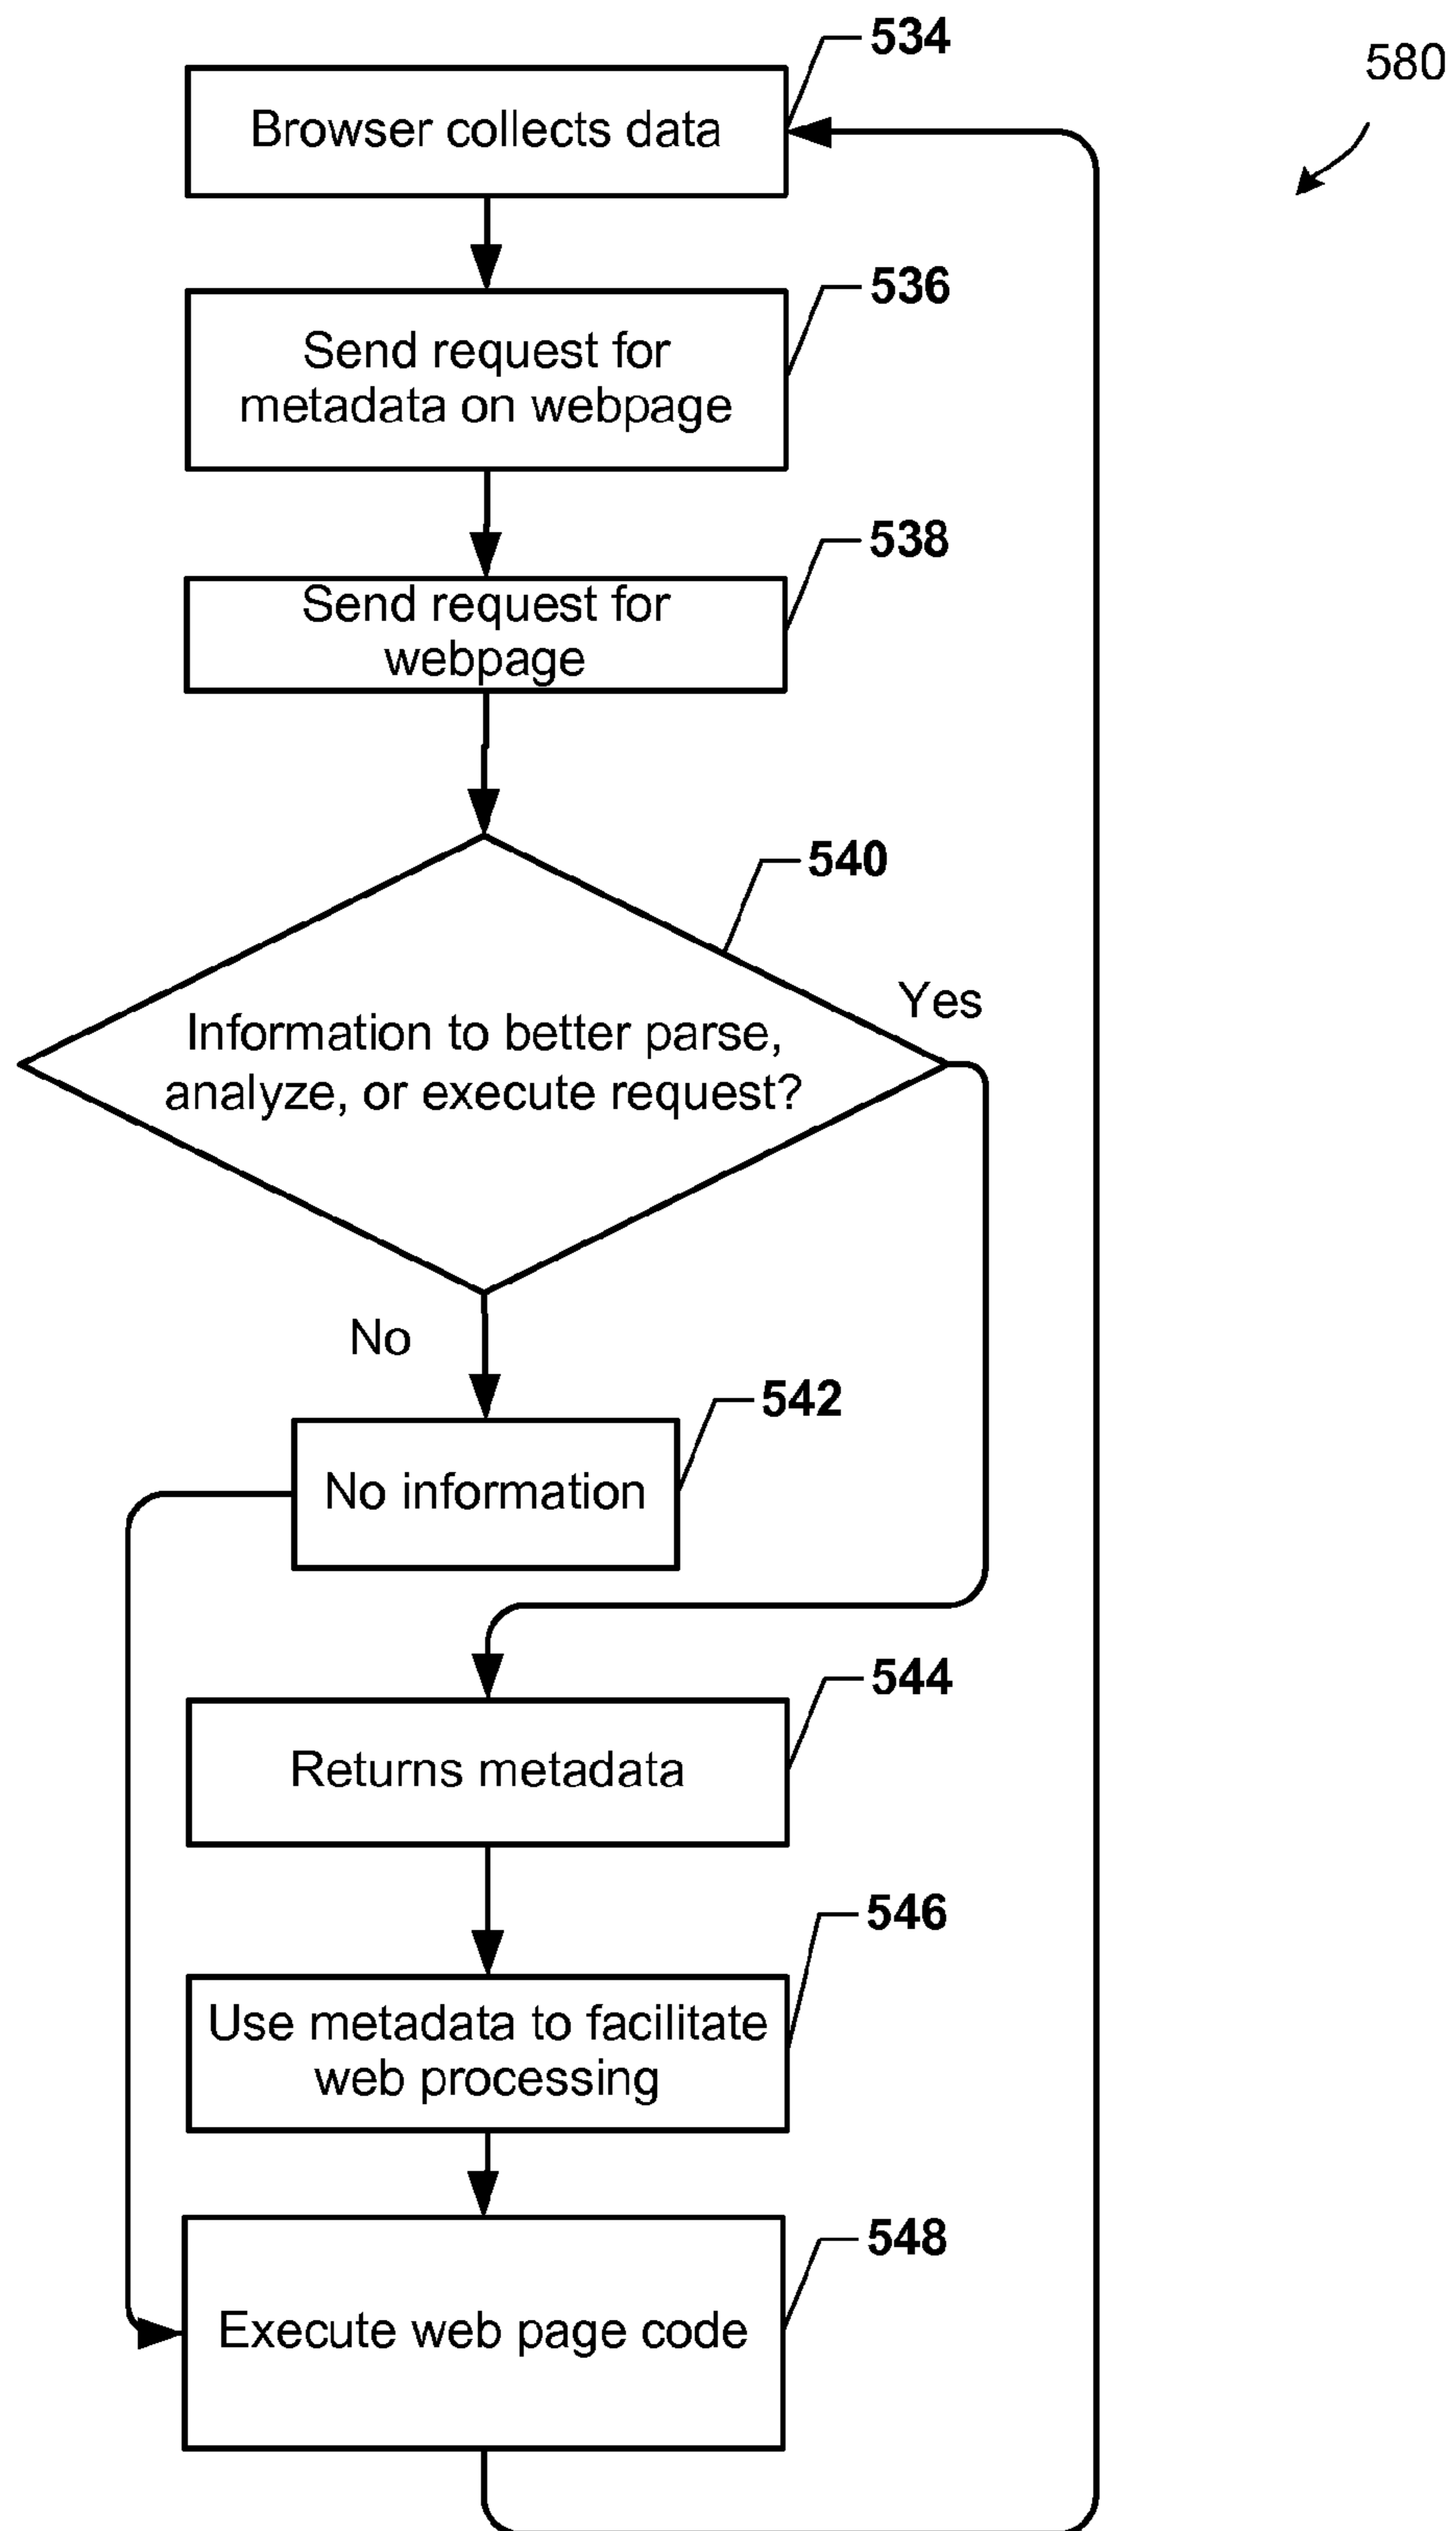 534
580
Browser collects data
536
Send request for
metadata on webpage
538
Send request for
webpage
540
Yes
Information to better parse,
analyze, or execute request?
No
542
No information
544
Returns metadata
546
Use metadata to facilitate
web processing
548
Execute web page code